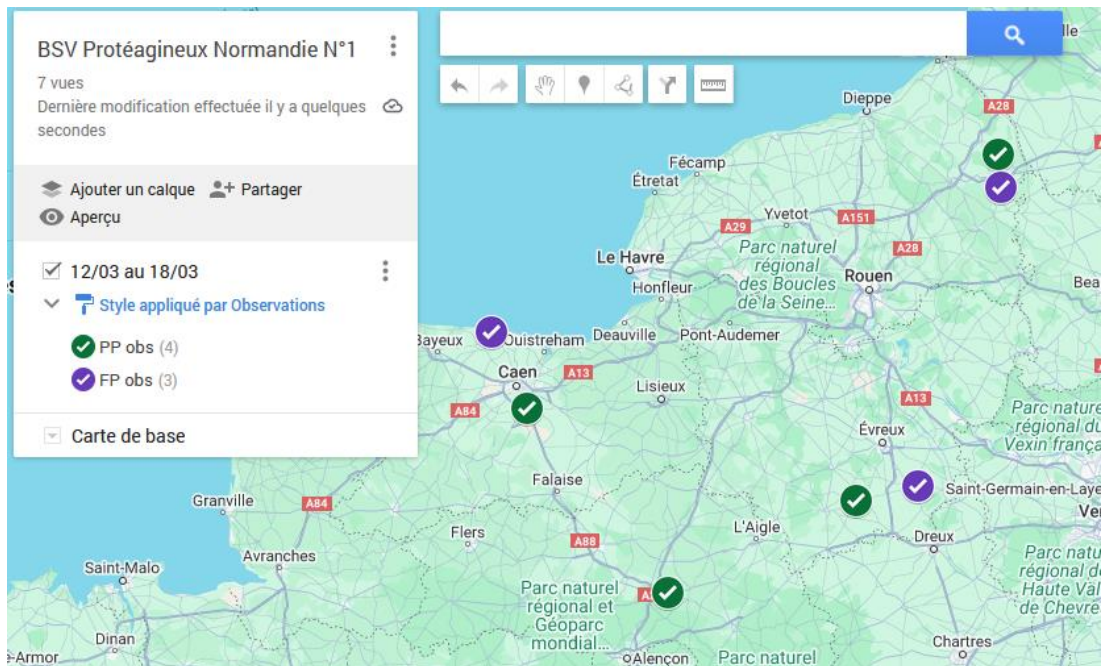 BSV Protéagineux Normandie N°1
7 vues
Dernière modification effectuée il y a quelques
secondes
Ajouter un calque
Partager
Aperçu
12/03 au 18/03
Style appliqué par Observations
PP obs (4)
FP obs (3)
Carte de base
Dieppe
A28
Fécamp
Étretat
Yvetot
A151
A29
A28
Parc naturel
régional
des Boucles
de la Seine...
Le Havre
Rouen
Honfleur
Bayeux
Ouistreham
Deauville
Pont-Audemer
Caen
A13
Lisieux
A13
A84
Évreux
Parc nature
régional du
Vexin frança
Falaise
Saint-Germain-en-Laye
Granville
A84
Flers
A88
L'Aigle
Dreux
Avranches
Saint-Malo
Parc naturel
régional et
Géoparc
mondial...
Parc natu
régional de
Haute Val
de Chevre
Dinan
Chartres
Alençon
Parc naturel